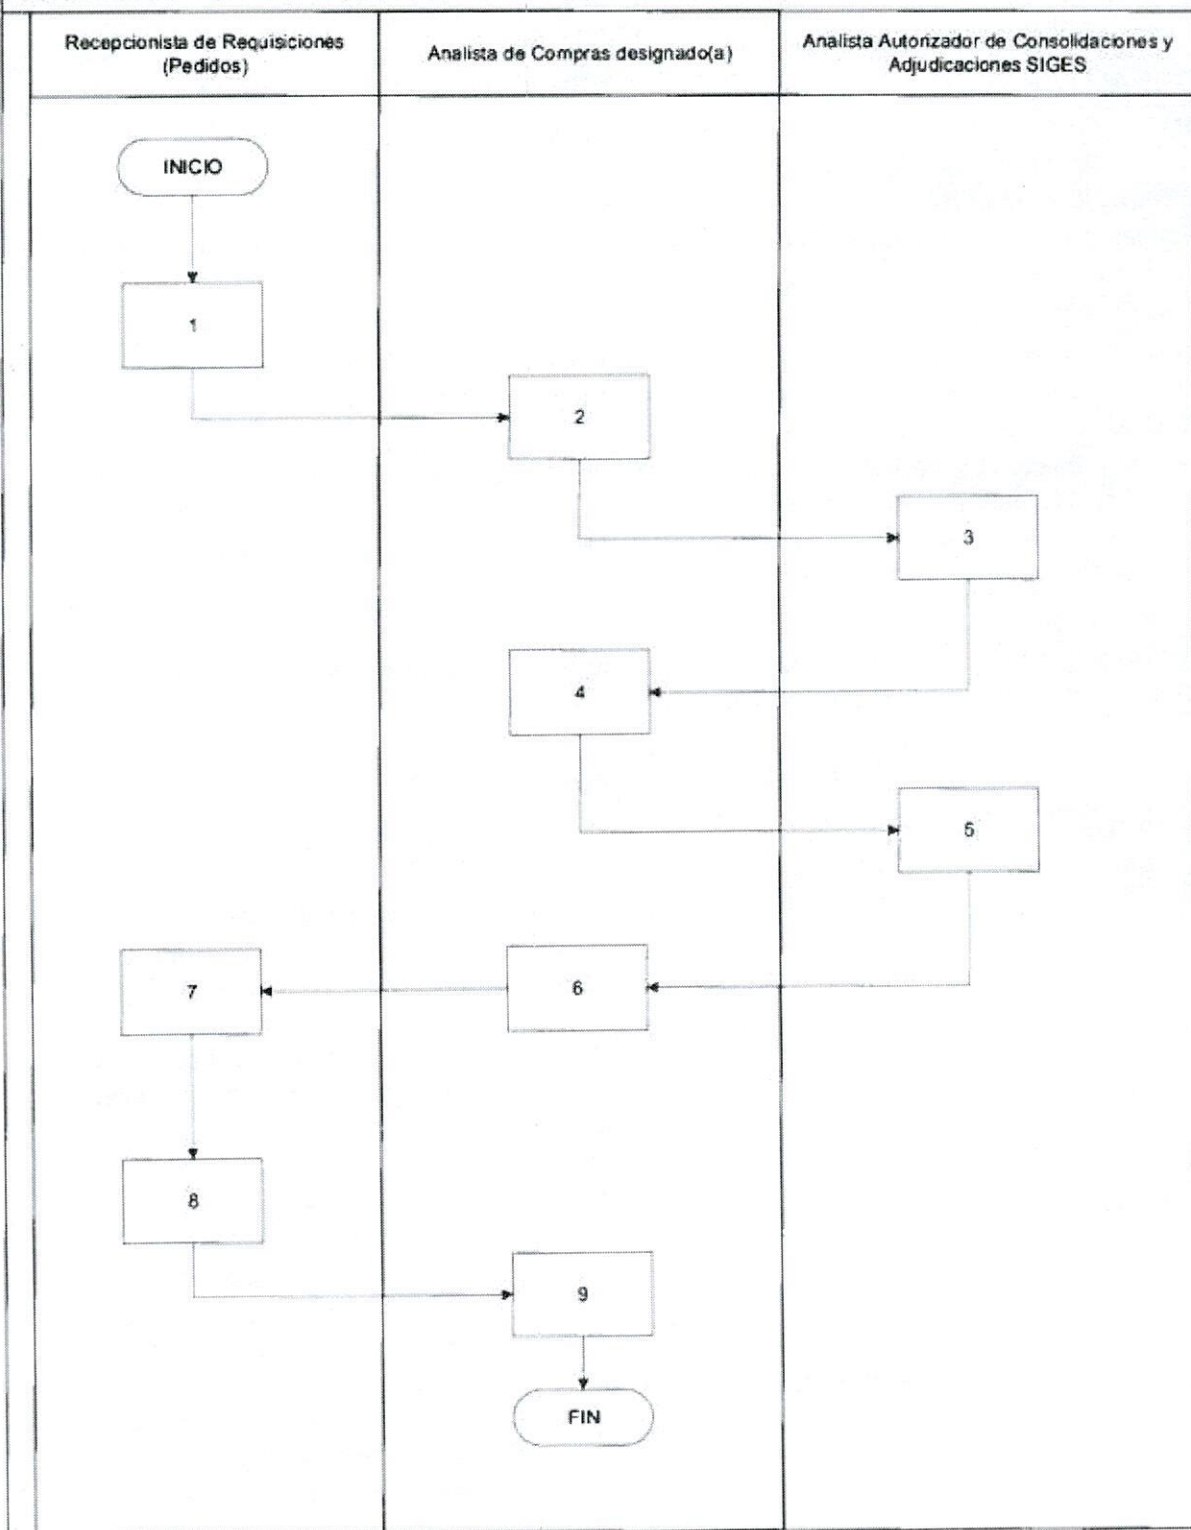 Recepcionista de Requisiciones
(Pedidos)
Analista de Compras designado(a)
Analista Autorizador de Consolidaciones y
Adjudicaciones SIGES
INICIO
1
2
3
4
5
6
7
8
9
FIN